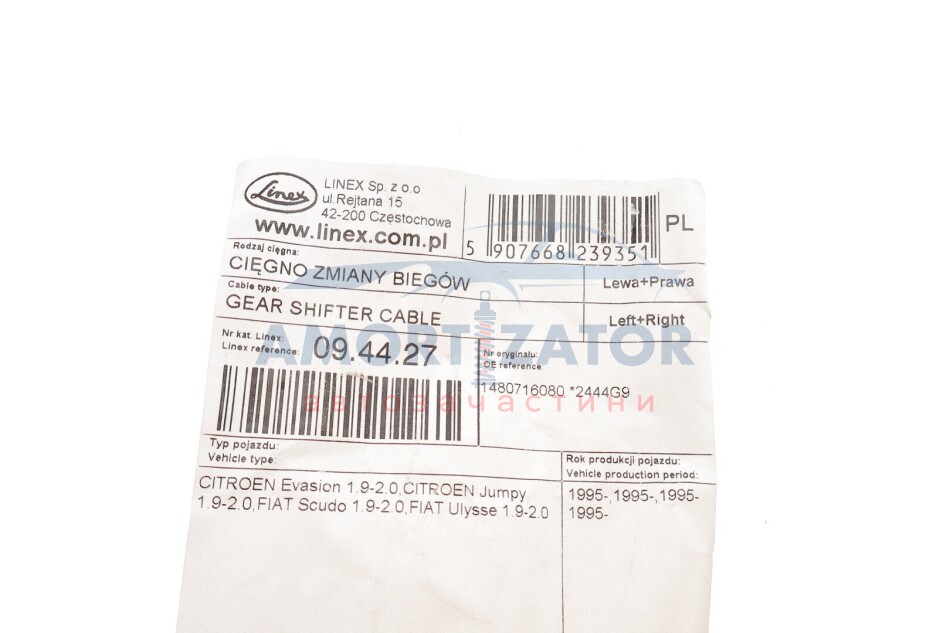 Linex
LINEX Sp. z o.o
ul.Rejtana 15
42-200 Częstochowa
www.linex.com.pl
5 907668 239351
PL
Rodzaj cięgna:
CIĘGNO ZMIANY BIEGÓW
Lewa+Prawa
Cable type:
GEAR SHIFTER CABLE
Left+Right
Nr kat. Linex:
Linex reference:
09.44.27
Nr oryginału:
OE reference
1480716080 *2444G9
AMORTIZATOR
автозачастини
Typ pojazdu:
Vehicle type:
Rok produkcji pojazdu:
Vehicle production period:
CITROEN Evasion 1.9-2.0,CITROEN Jumpy
1.9-2.0,FIAT Scudo 1.9-2.0,FIAT Ulysse 1.9-2.0
1995-,1995-,1995-
1995-